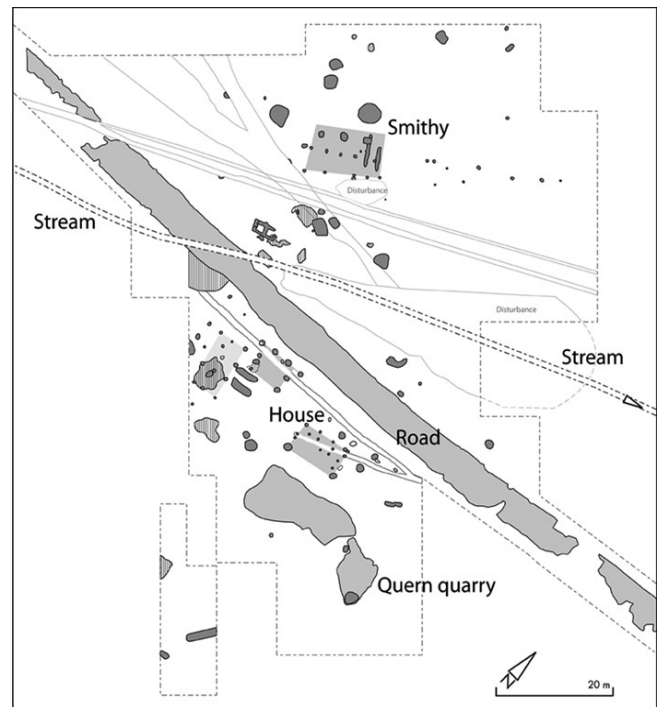 Smithy
Disturbance
Stream
Disturbance
Stream
House
Road
Quern quarry
N
20 m